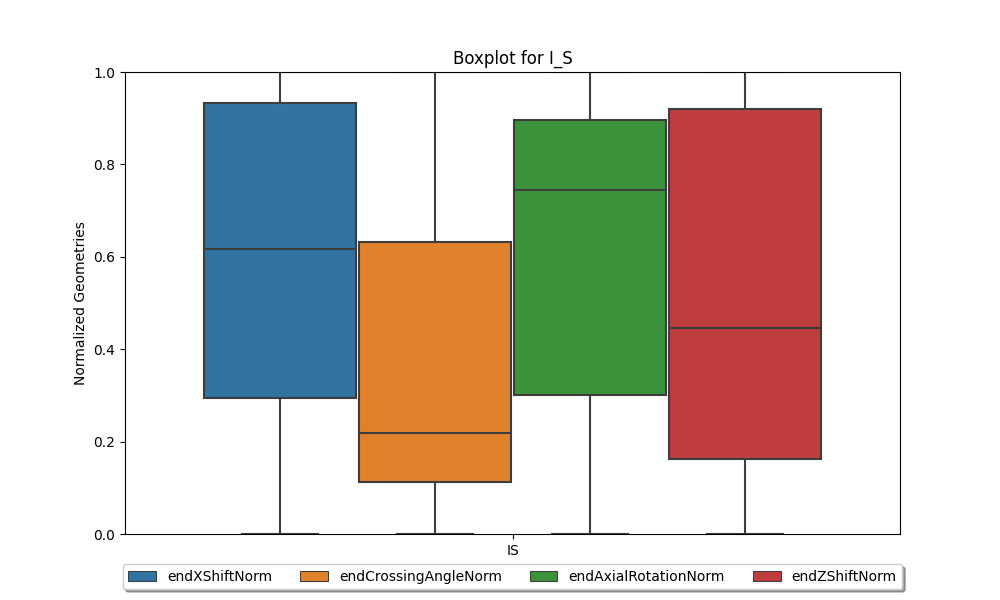 Boxplot for I_S
Normalized Geometries
1.0
0.8
0.6
0.4
0.2
0.0
IS
endXShiftNorm endCrossingAngleNorm endAxialRotationNorm endZShiftNorm